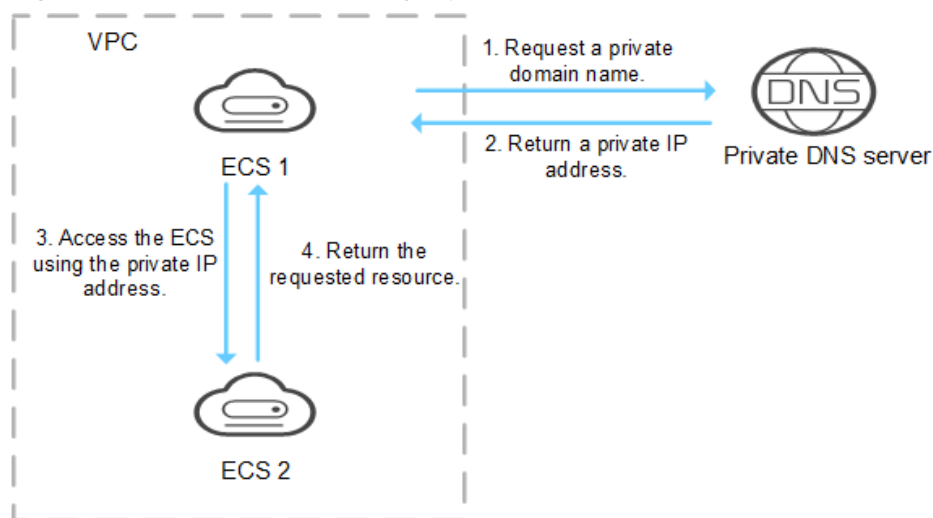 VPC
1. Request a private
domain name.
DNS
2. Return a private IP
address.
Private DNS server
ECS 1
3. Access the ECS
using the private IP
address.
4. Return the
requested resource.
ECS 2